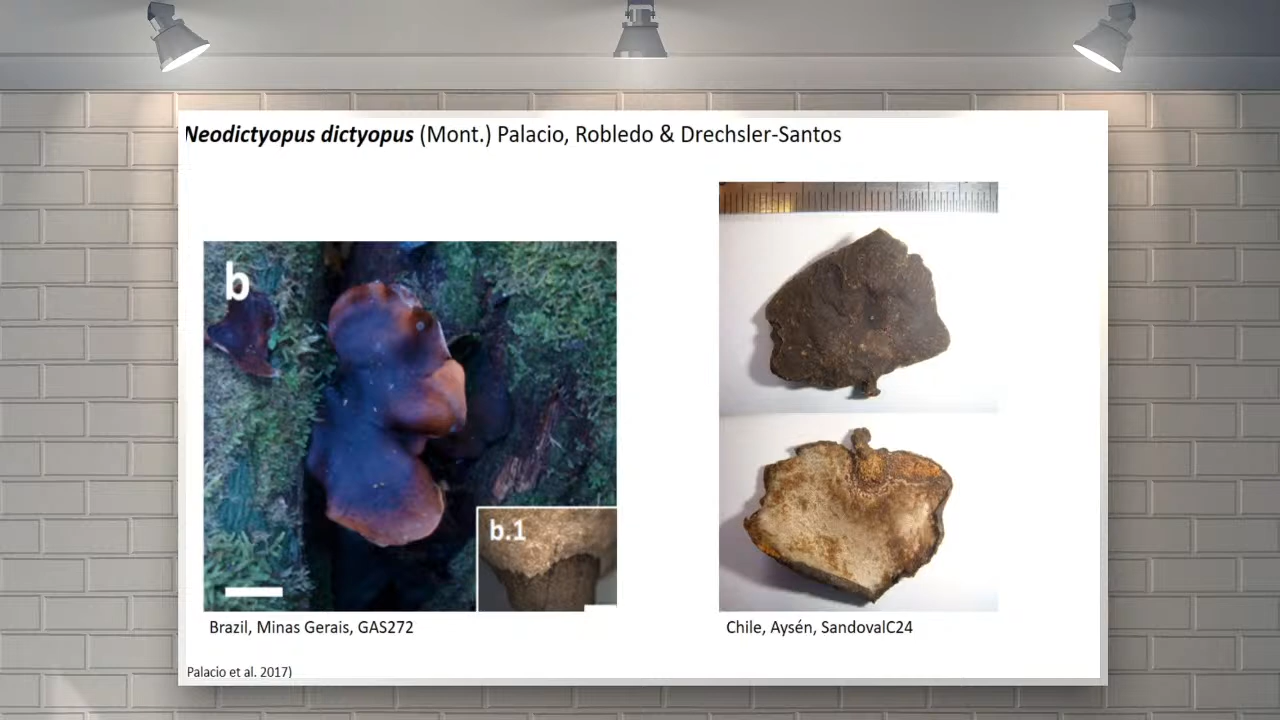 Neodictyopus dictyopus (Mont.) Palacio, Robledo & Drechsler-Santos
b
b.1
Brazil, Minas Gerais, GAS272
Chile, Aysén, SandovalC24
Palacio et al. 2017)